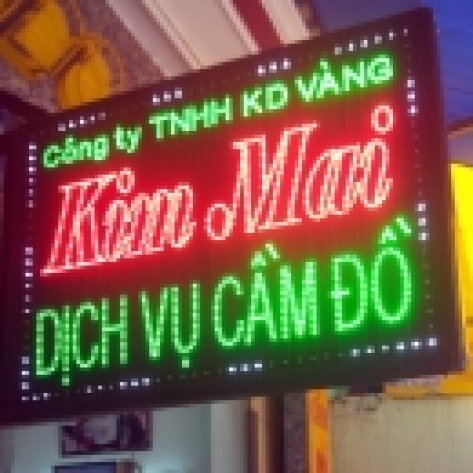 Công ty TNHH KD VÀNG
Kim Mai
DỊCH VỤ CẦM ĐỒ